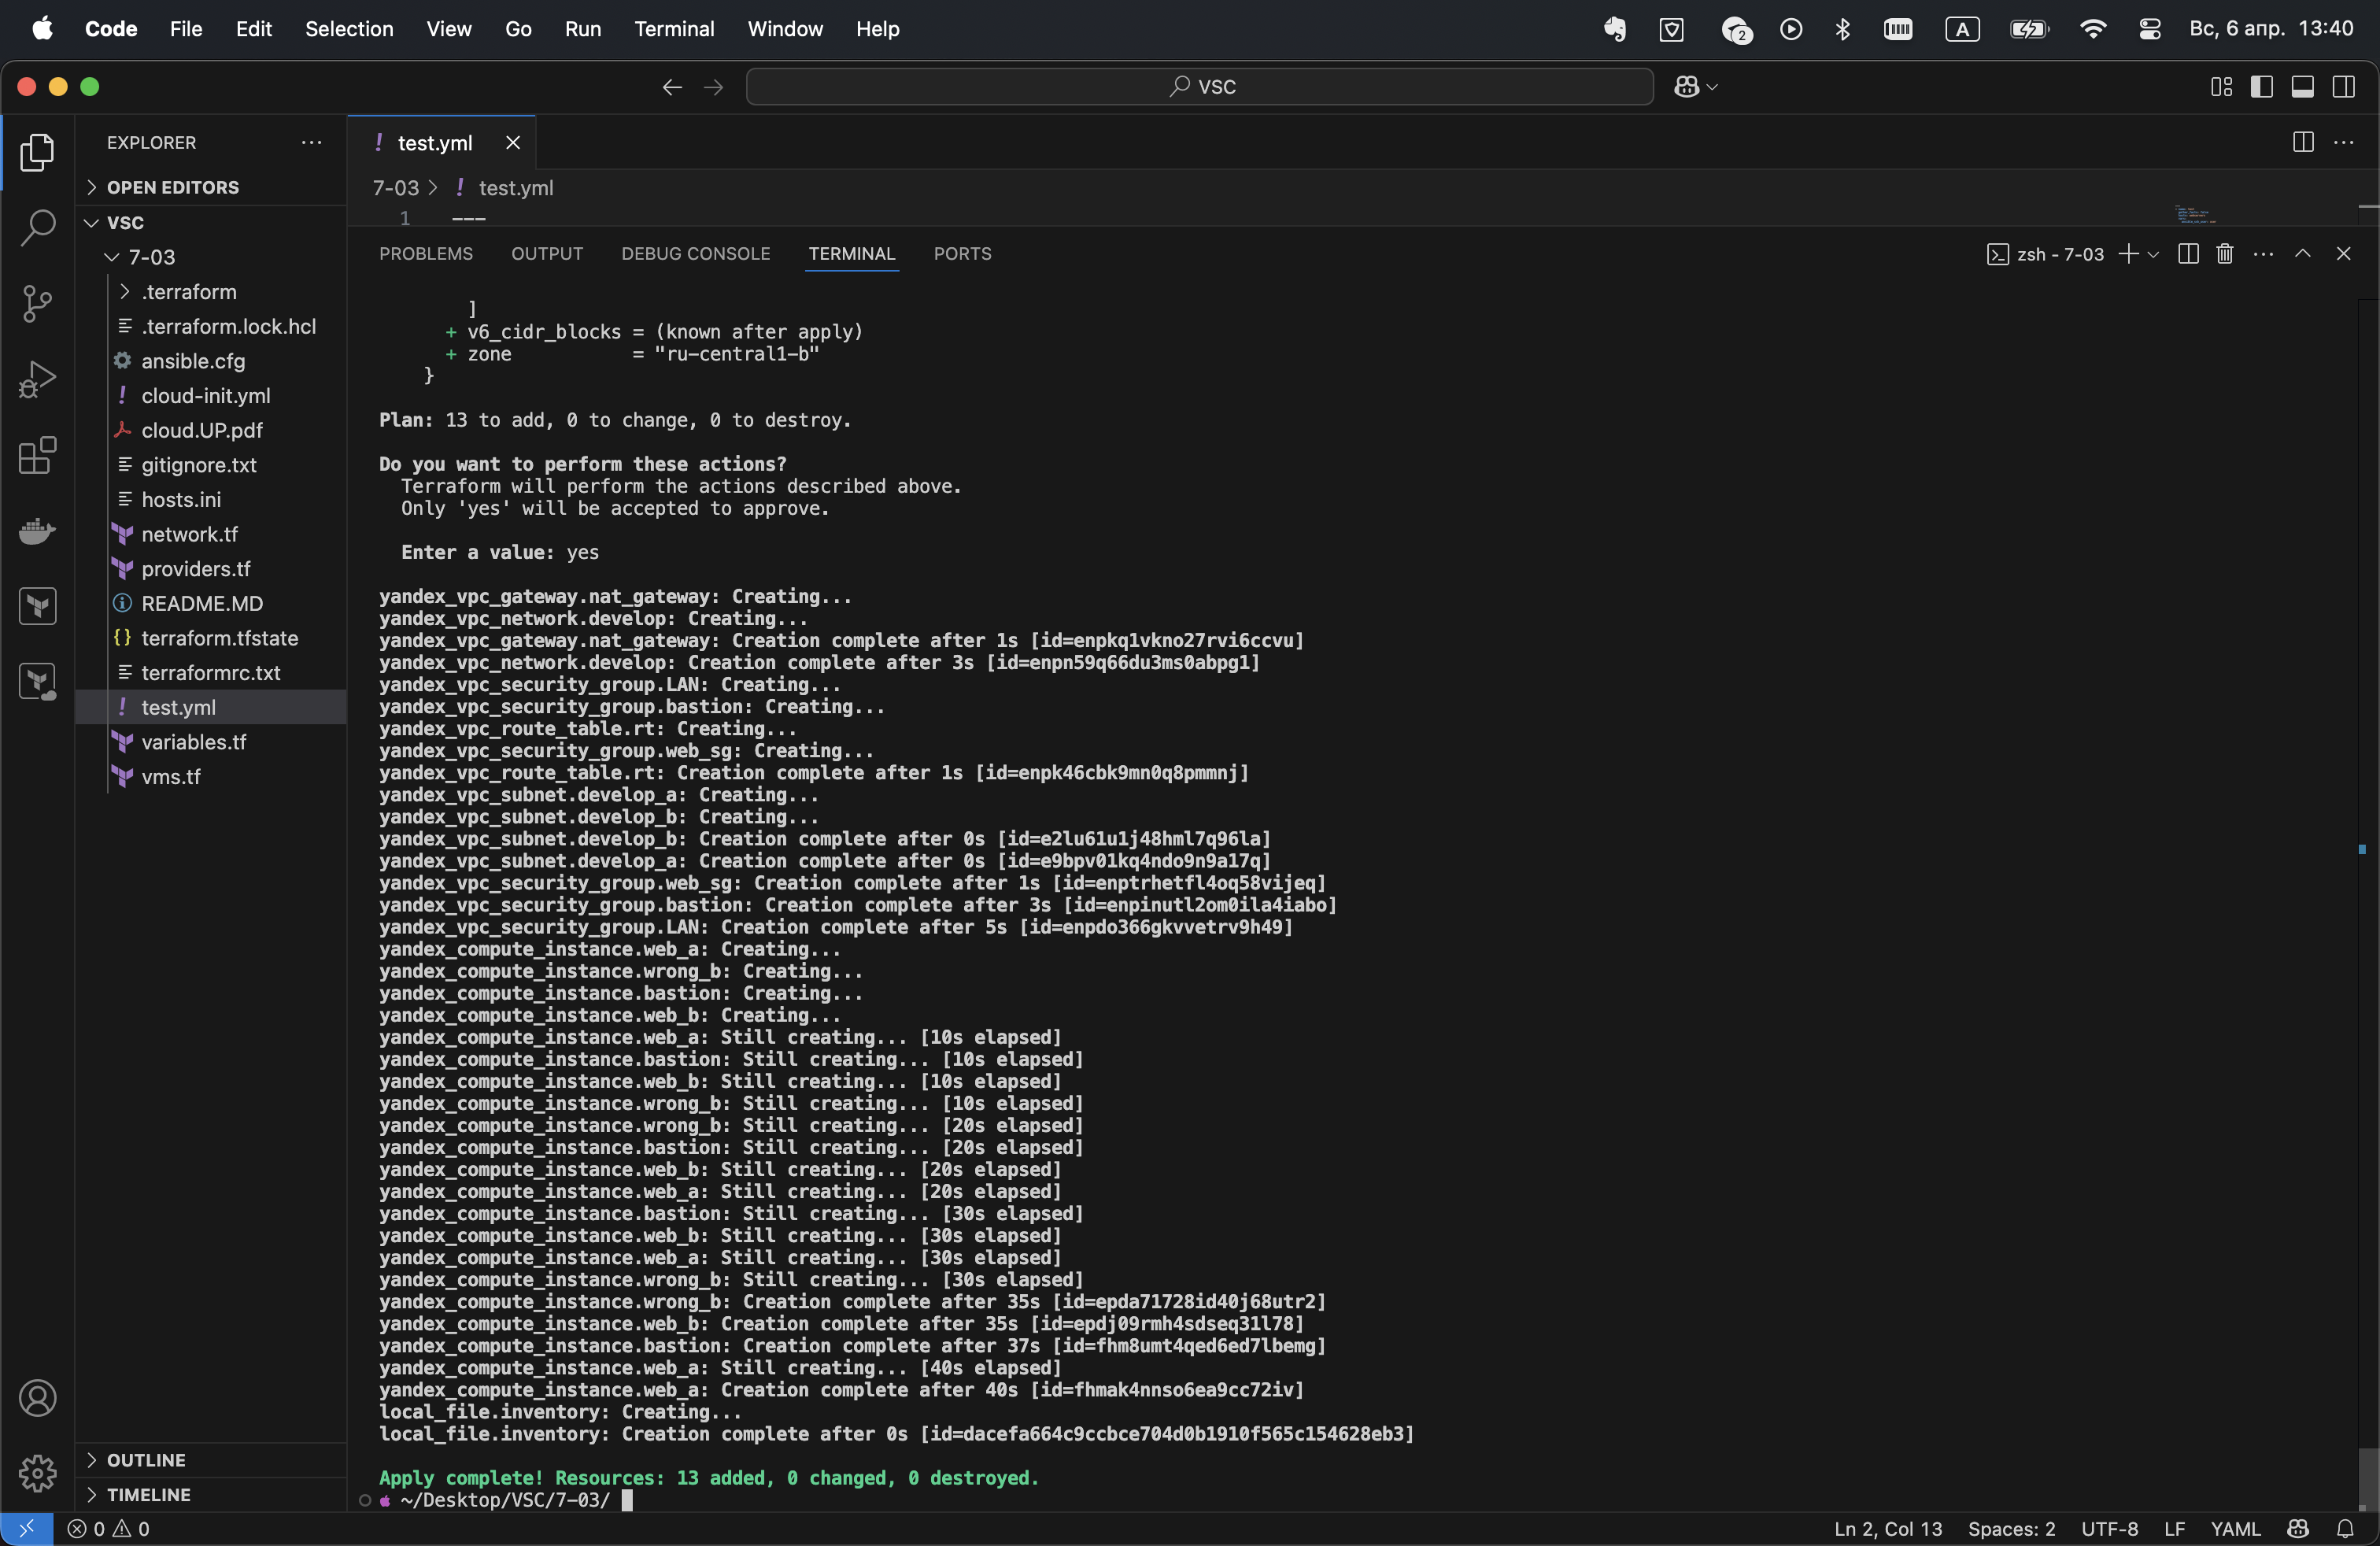 Code File Edit Selection View Go Run Terminal Window Help 2 A Вс, 6 апр. 13:40
VSC
EXPLORER
OPEN EDITORS
VSC
7-03
.terraform
.terraform.lock.hcl
ansible.cfg
cloud-init.yml
cloud.UP.pdf
gitignore.txt
hosts.ini
network.tf
providers.tf
README.MD
terraform.tfstate
terraformrc.txt
test.yml
variables.tf
vms.tf
OUTLINE
TIMELINE
test.yml
7-03 > ! test.yml
1 ---
PROBLEMS OUTPUT DEBUG CONSOLE TERMINAL PORTS zsh - 7-03
]
+ v6_cidr_blocks = (known after apply)
+ zone           = "ru-central1-b"
}
Plan: 13 to add, 0 to change, 0 to destroy.
Do you want to perform these actions?
Terraform will perform the actions described above.
Only 'yes' will be accepted to approve.
Enter a value: yes
yandex_vpc_gateway.nat_gateway: Creating...
yandex_vpc_network.develop: Creating...
yandex_vpc_gateway.nat_gateway: Creation complete after 1s [id=enpkq1vkno27rvi6ccvu]
yandex_vpc_network.develop: Creation complete after 3s [id=enpn59q66du3ms0abpg1]
yandex_vpc_security_group.LAN: Creating...
yandex_vpc_security_group.bastion: Creating...
yandex_vpc_route_table.rt: Creating...
yandex_vpc_security_group.web_sg: Creating...
yandex_vpc_route_table.rt: Creation complete after 1s [id=enpk46cbk9mn0q8pmmnj]
yandex_vpc_subnet.develop_a: Creating...
yandex_vpc_subnet.develop_b: Creating...
yandex_vpc_subnet.develop_b: Creation complete after 0s [id=e2lu61u1j48hml7q96la]
yandex_vpc_subnet.develop_a: Creation complete after 0s [id=e9bpv01kq4ndo9n9a17q]
yandex_vpc_security_group.web_sg: Creation complete after 1s [id=enptrhetfl4oq58vijeq]
yandex_vpc_security_group.bastion: Creation complete after 3s [id=enpinutl2om0ila4iabo]
yandex_vpc_security_group.LAN: Creation complete after 5s [id=enpdo366gkvvetrv9h49]
yandex_compute_instance.web_a: Creating...
yandex_compute_instance.wrong_b: Creating...
yandex_compute_instance.bastion: Creating...
yandex_compute_instance.web_b: Creating...
yandex_compute_instance.web_a: Still creating... [10s elapsed]
yandex_compute_instance.bastion: Still creating... [10s elapsed]
yandex_compute_instance.web_b: Still creating... [10s elapsed]
yandex_compute_instance.wrong_b: Still creating... [10s elapsed]
yandex_compute_instance.wrong_b: Still creating... [20s elapsed]
yandex_compute_instance.bastion: Still creating... [20s elapsed]
yandex_compute_instance.web_b: Still creating... [20s elapsed]
yandex_compute_instance.web_a: Still creating... [20s elapsed]
yandex_compute_instance.bastion: Still creating... [30s elapsed]
yandex_compute_instance.web_b: Still creating... [30s elapsed]
yandex_compute_instance.web_a: Still creating... [30s elapsed]
yandex_compute_instance.wrong_b: Still creating... [30s elapsed]
yandex_compute_instance.wrong_b: Creation complete after 35s [id=epda71728id40j68utr2]
yandex_compute_instance.web_b: Creation complete after 35s [id=epdj09rmh4sdseq31l78]
yandex_compute_instance.bastion: Creation complete after 37s [id=fhm8umt4qed6ed7lbemg]
yandex_compute_instance.web_a: Still creating... [40s elapsed]
yandex_compute_instance.web_a: Creation complete after 40s [id=fhmak4nnso6ea9cc72iv]
local_file.inventory: Creating...
local_file.inventory: Creation complete after 0s [id=dacefa664c9ccbce704d0b1910f565c154628eb3]
Apply complete! Resources: 13 added, 0 changed, 0 destroyed.
~/Desktop/VSC/7-03/
0 0 Ln 2, Col 13 Spaces: 2 UTF-8 LF YAML